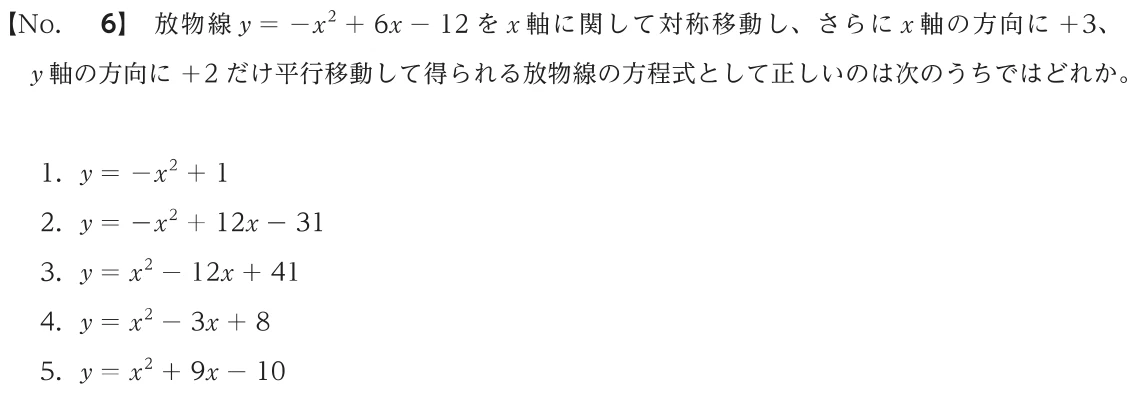 【No. 6】 放物線 y = −x² + 6x − 12 を x 軸に関して対称移動し、さらに x 軸の方向に +3、
y 軸の方向に +2 だけ平行移動して得られる放物線の方程式として正しいのは次のうちではどれか。
1. y = −x² + 1
2. y = −x² + 12x − 31
3. y = x² − 12x + 41
4. y = x² − 3x + 8
5. y = x² + 9x − 10